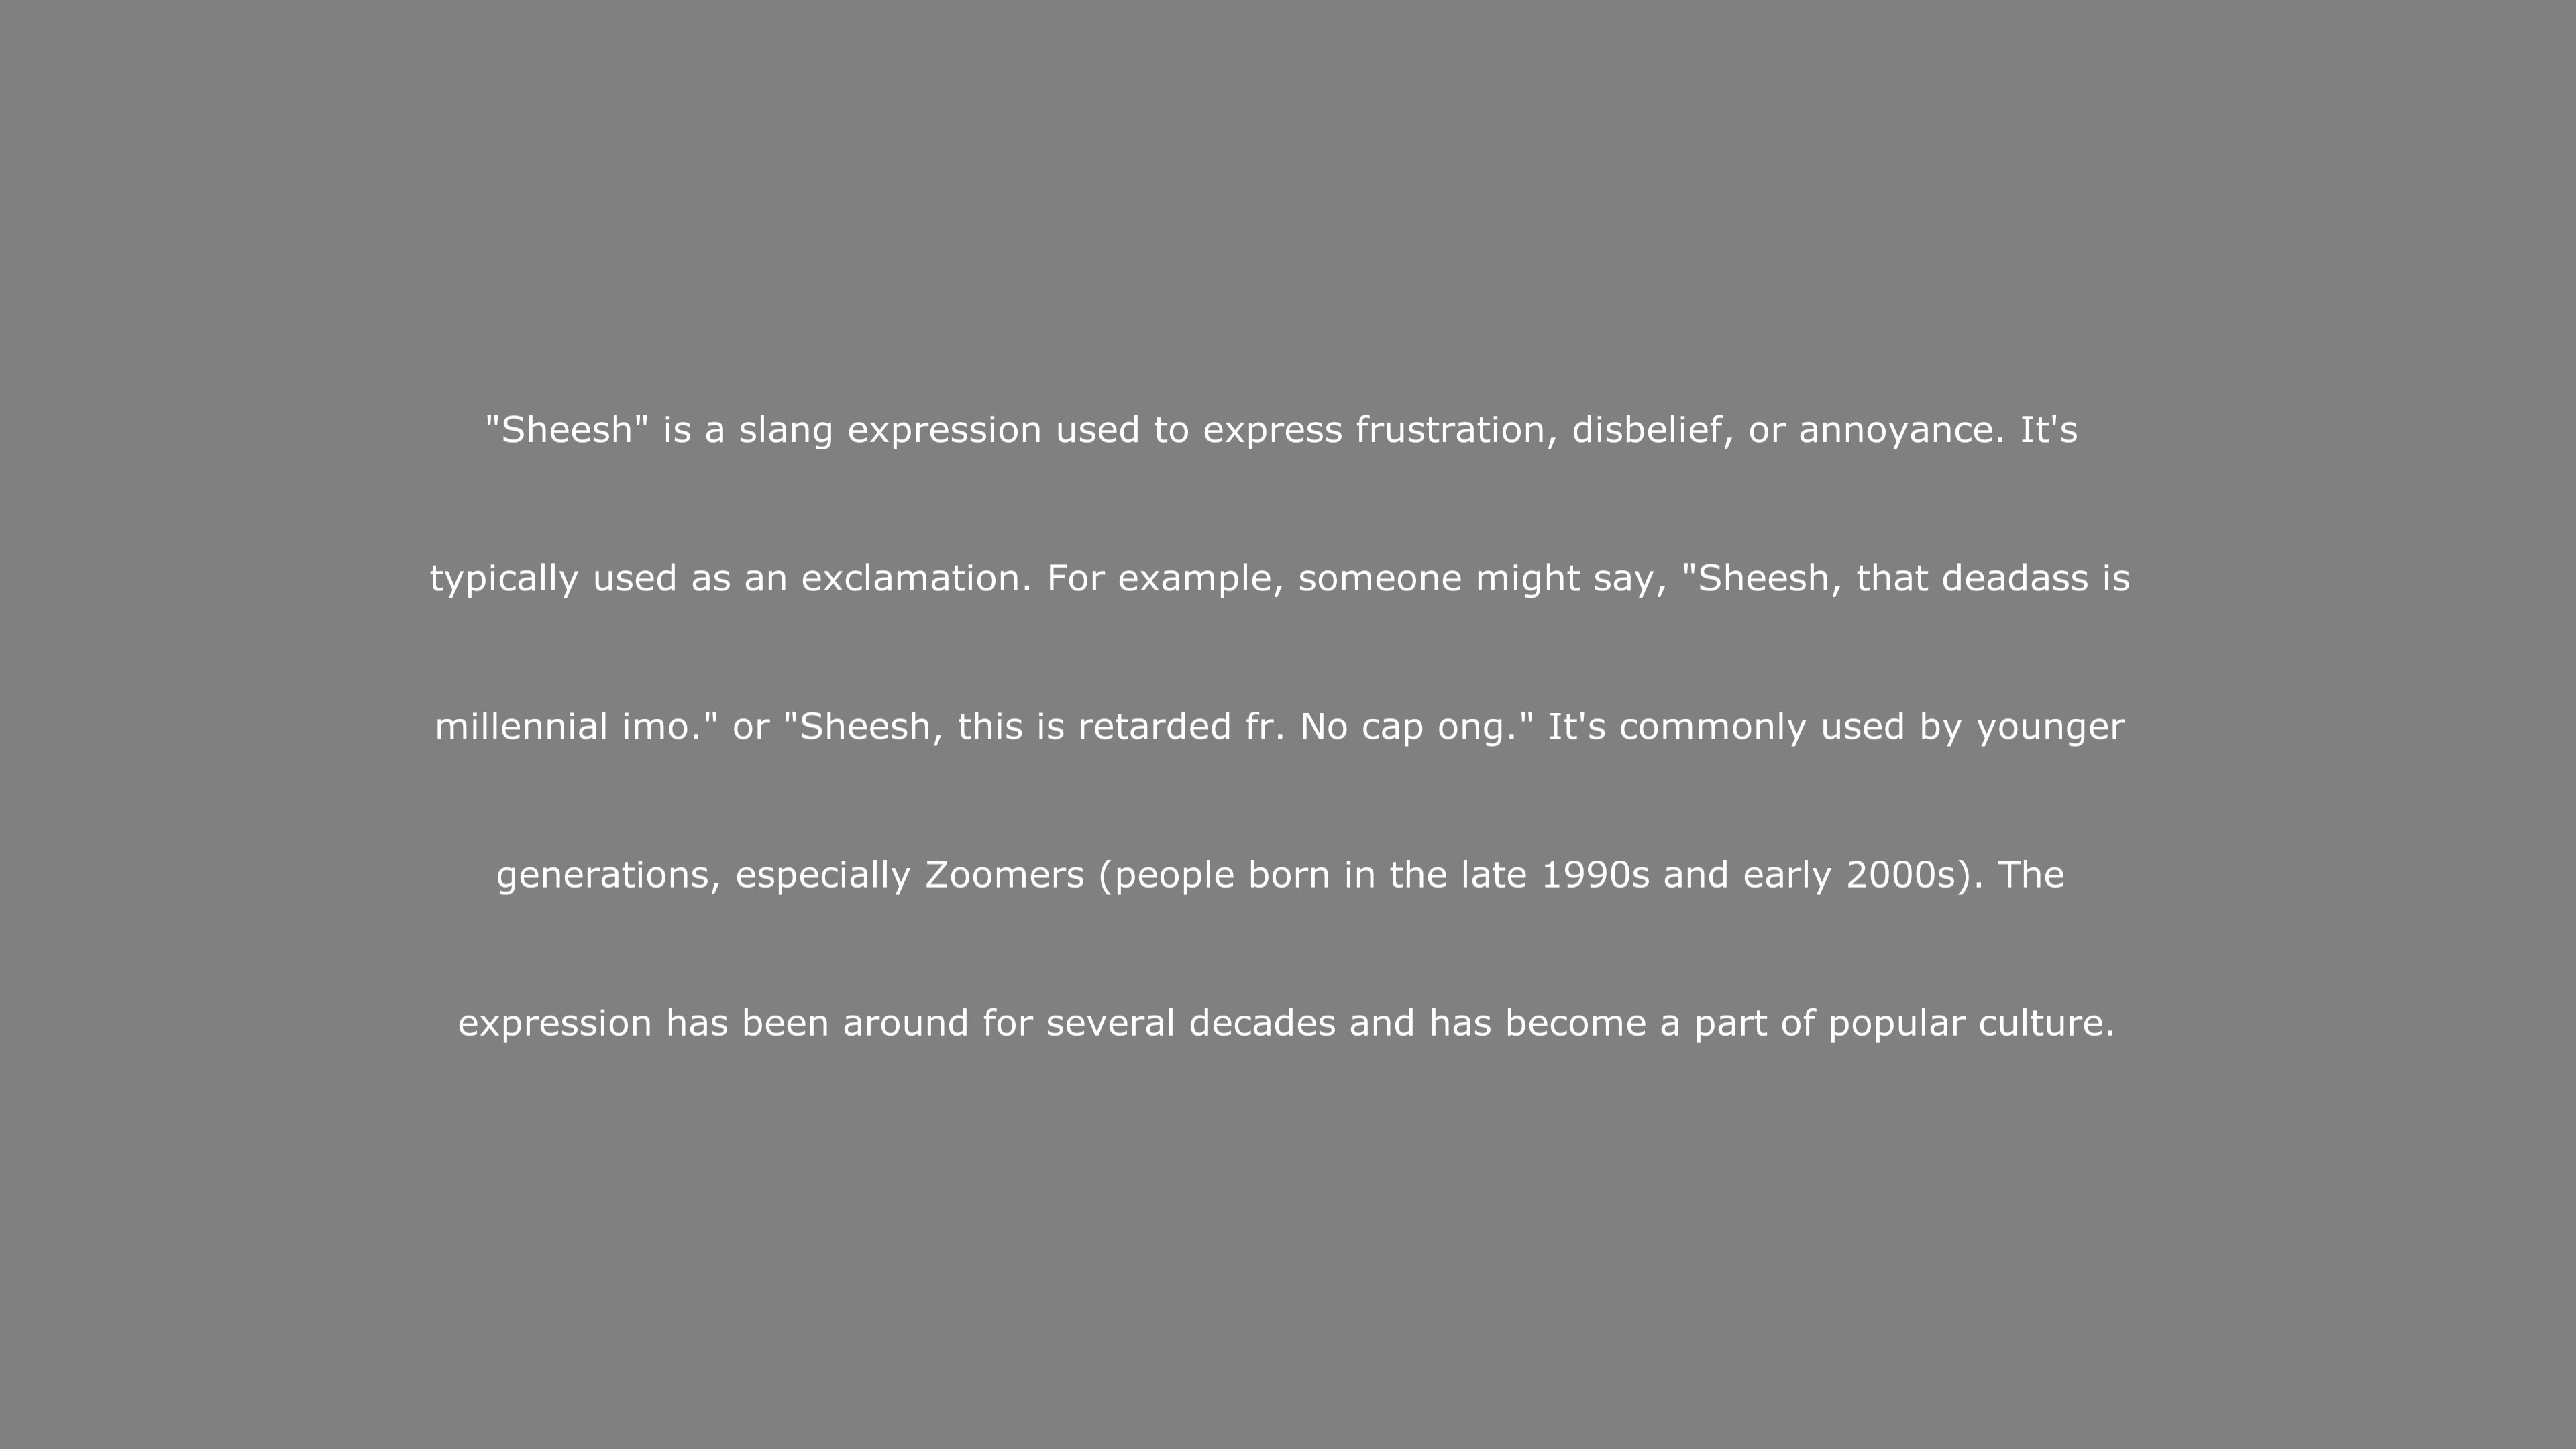 "Sheesh" is a slang expression used to express frustration, disbelief, or annoyance. It's
typically used as an exclamation. For example, someone might say, "Sheesh, that deadass is
millennial imo." or "Sheesh, this is retarded fr. No cap ong." It's commonly used by younger
generations, especially Zoomers (people born in the late 1990s and early 2000s). The
expression has been around for several decades and has become a part of popular culture.